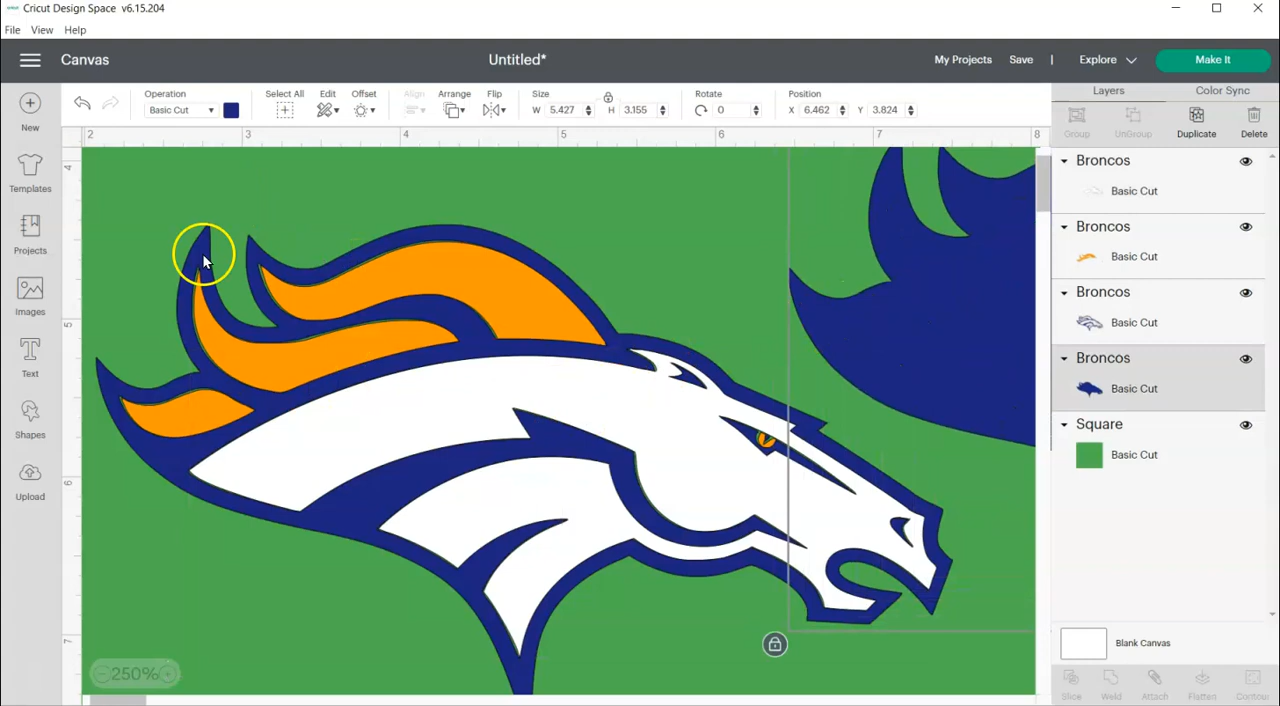 Cricut Design Space v6.15.204
File View Help
Canvas Untitled* My Projects Save | Explore Make It
Operation Select All Edit Align Arrange Flip Size Rotate Position
Basic Cut Offset W 5.427 H 3.155 0 X 6.462 Y 3.824
Layers Color Sync
Group UnGroup Duplicate Delete
New
Templates
Projects
Images
Text
Shapes
Upload
2 3 4 5 6 7 8
4
5
6
7
Broncos
Basic Cut
Broncos
Basic Cut
Broncos
Basic Cut
Broncos
Basic Cut
Square
Basic Cut
250%
Blank Canvas
Slice Weld Attach Flatten Contour